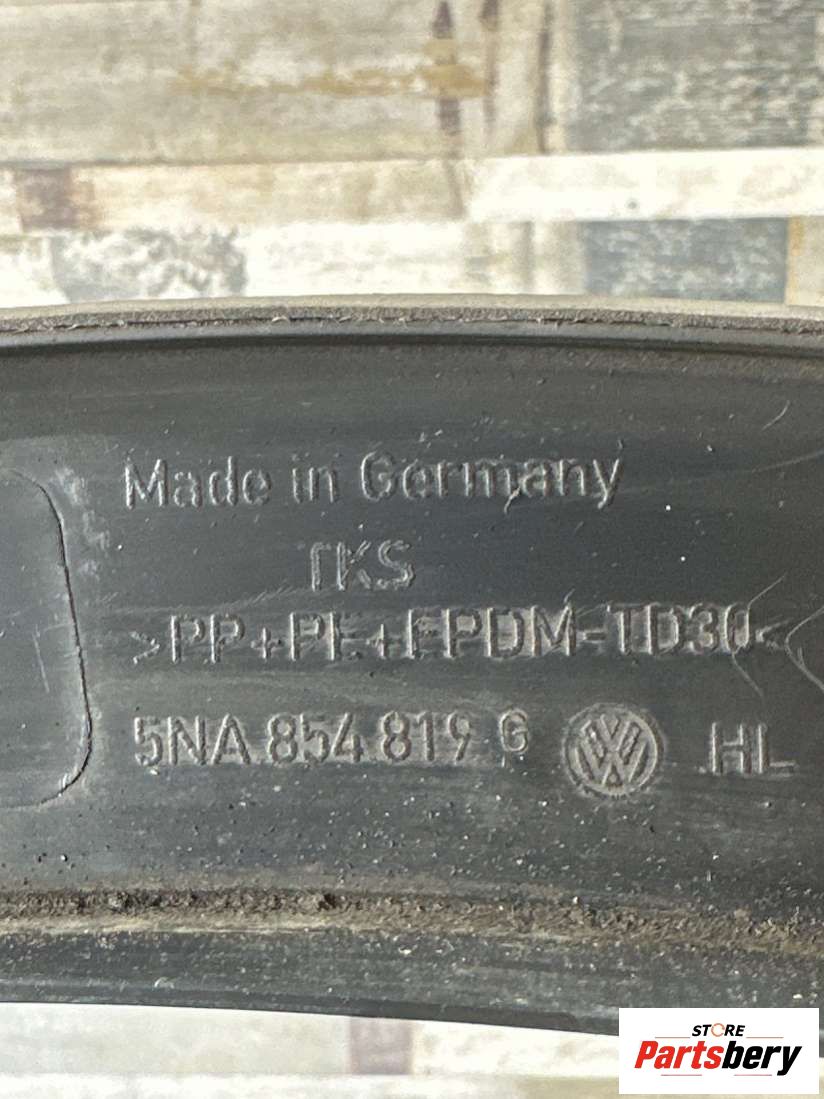 Made in Germany
TKS
>PP+PE+EPDM-TD30<
5NA 854 819 G VW HL
STORE
Partsbery